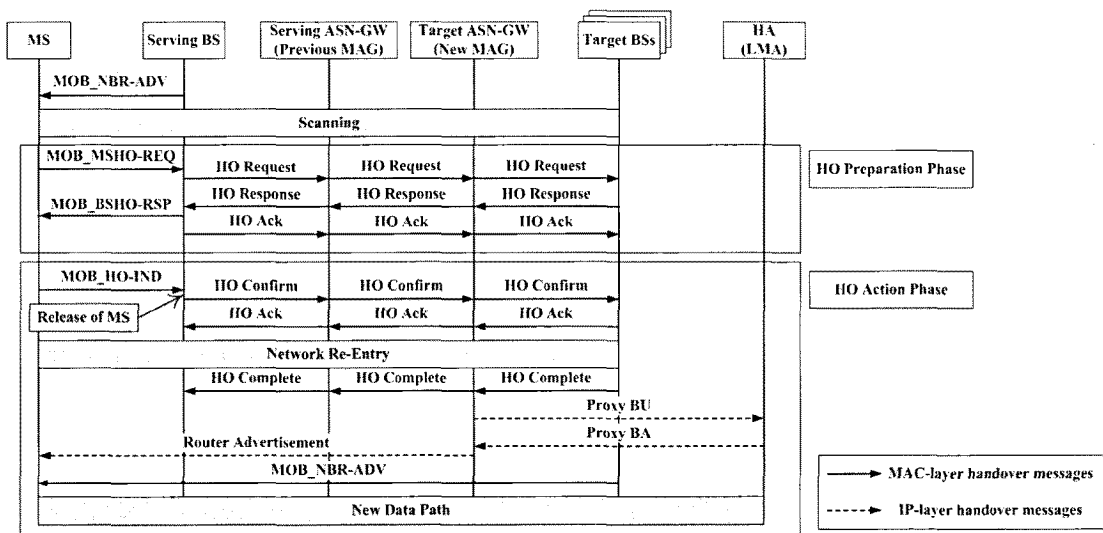 MS
Serving BS
Serving ASN-GW
(Previous MAG)
Target ASN-GW
(New MAG)
Target BSs
HA
(LMA)
MOB_NBR-ADV
Scanning
MOB_MSHO-REQ
HO Request
HO Request
HO Request
HO Preparation Phase
HO Response
HO Response
HO Response
MOB_BSHO-RSP
HO Ack
HO Ack
HO Ack
MOB_HO-IND
HO Confirm
HO Confirm
HO Confirm
HO Action Phase
Release of MS
HO Ack
HO Ack
HO Ack
Network Re-Entry
HO Complete
HO Complete
HO Complete
Proxy BU
Proxy BA
Router Advertisement
MOB_NBR-ADV
New Data Path
MAC-layer handover messages
IP-layer handover messages